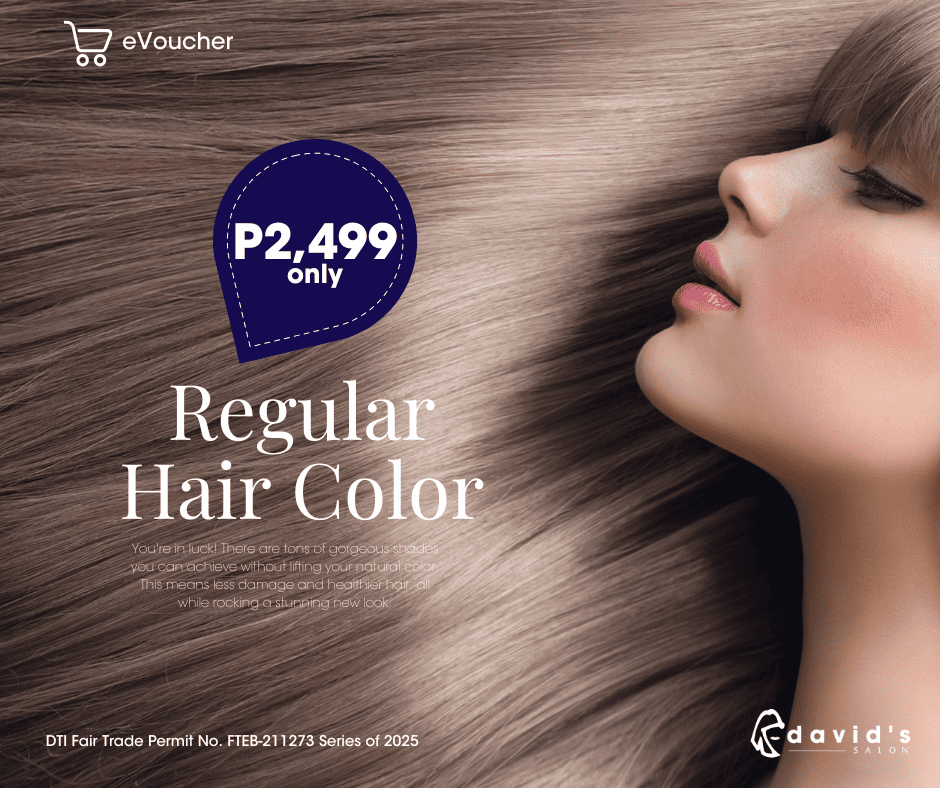 eVoucher
P2,499
only
Regular
Hair Color
You're in luck! There are tons of gorgeous shades
you can achieve without lifting your natural color.
This means less damage and healthier hair, all
while rocking a stunning new look.
DTI Fair Trade Permit No. FTEB-211273 Series of 2025
david's
SALON